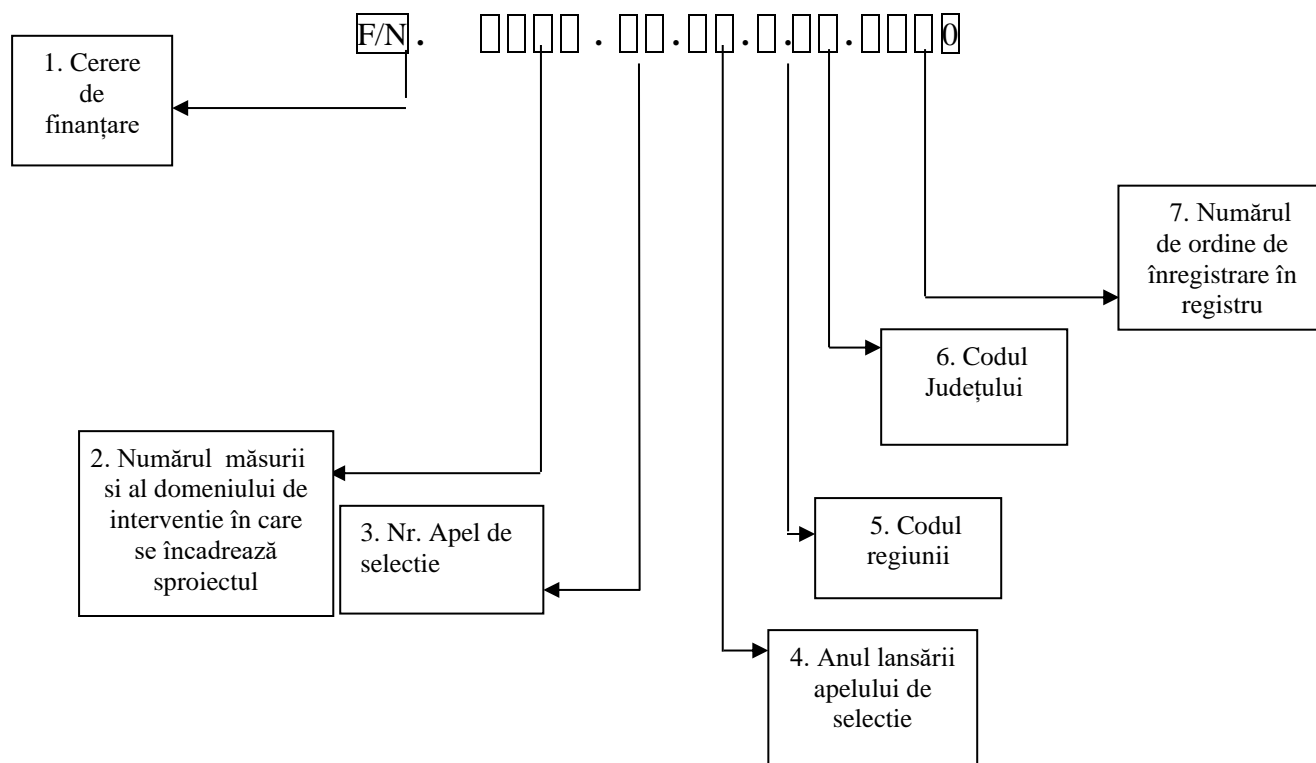 F/N. □□□□ . □□.□□.□.□□.□□□0
1. Cerere
de
finanțare
7. Numărul
de ordine de
înregistrare în
registru
6. Codul
Județului
2. Numărul măsurii
si al domeniului de
interventie în care
se încadrează
sproiectul
3. Nr. Apel de
selectie
5. Codul
regiunii
4. Anul lansării
apelului de
selectie